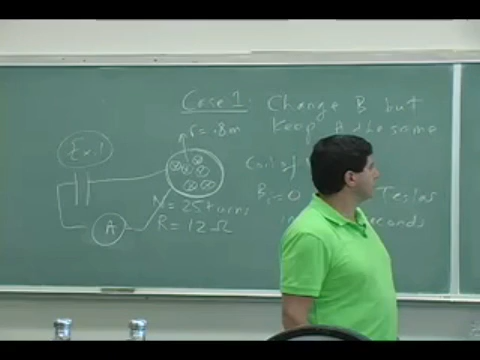 Case 1: Change B but
keep A the same
Ex.1
r = .8m
Coil of
N = 25 turns
R = 12 Ω
A
B₁ = 0 Teslas
seconds